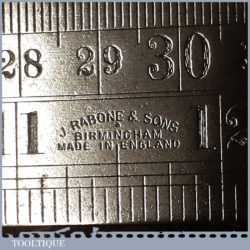 28 29 30
J. RABONE & SONS
BIRMINGHAM
MADE IN ENGLAND
1 1
TOOLTIQUE